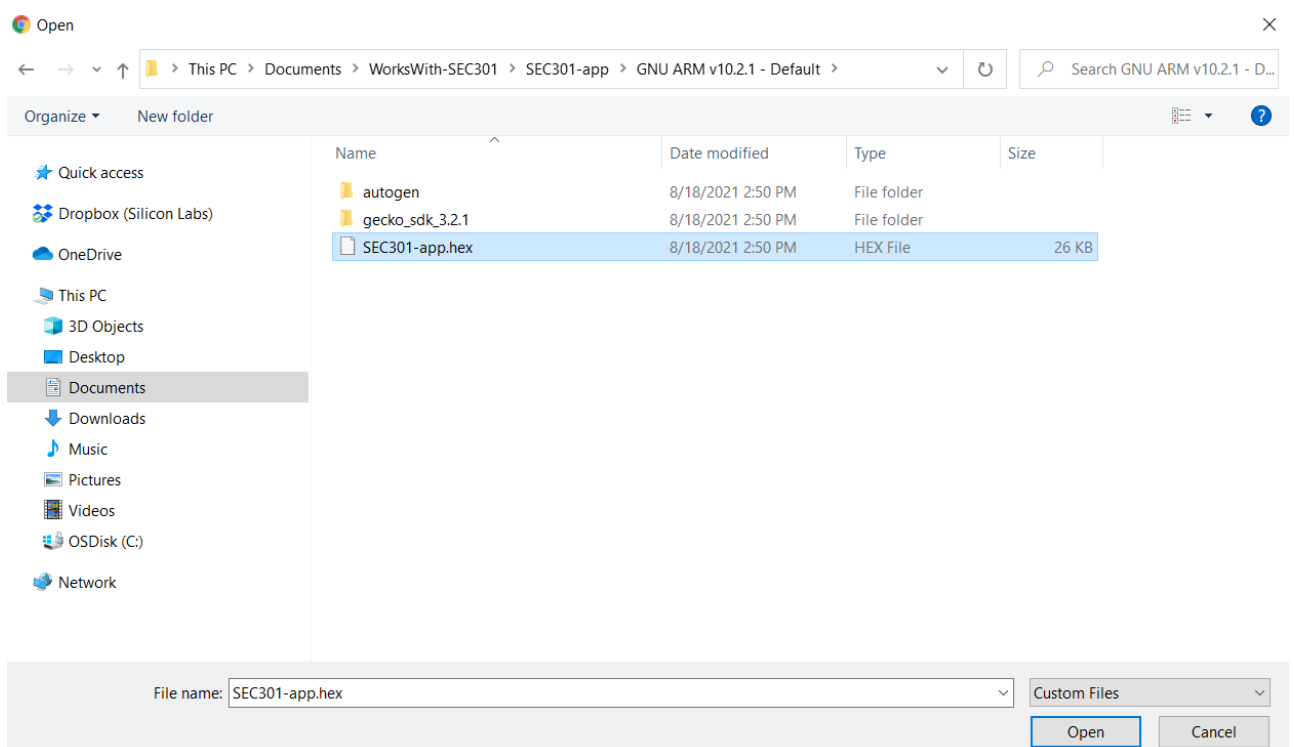 Open
This PC > Documents > WorksWith-SEC301 > SEC301-app > GNU ARM v10.2.1 - Default >
Search GNU ARM v10.2.1 - D...
Organize New folder ?
Name Date modified Type Size
Quick access
Dropbox (Silicon Labs)
OneDrive
This PC
3D Objects
Desktop
Documents
Downloads
Music
Pictures
Videos
OSDisk (C:)
Network
autogen 8/18/2021 2:50 PM File folder
gecko_sdk_3.2.1 8/18/2021 2:50 PM File folder
SEC301-app.hex 8/18/2021 2:50 PM HEX File 26 KB
File name: SEC301-app.hex Custom Files
Open Cancel